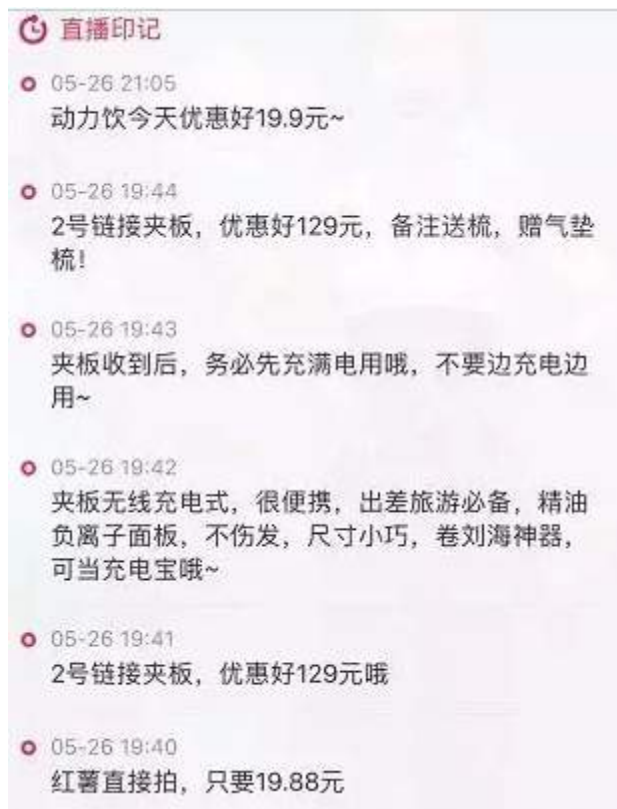 直播印记
05-26 21:05
动力饮今天优惠好19.9元~
05-26 19:44
2号链接夹板，优惠好129元，备注送梳，赠气垫
梳！
05-26 19:43
夹板收到后，务必先充满电用哦，不要边充电边
用~
05-26 19:42
夹板无线充电式，很便携，出差旅游必备，精油
负离子面板，不伤发，尺寸小巧，卷刘海神器，
可当充电宝哦~
05-26 19:41
2号链接夹板，优惠好129元哦
05-26 19:40
红薯直接拍，只要19.88元